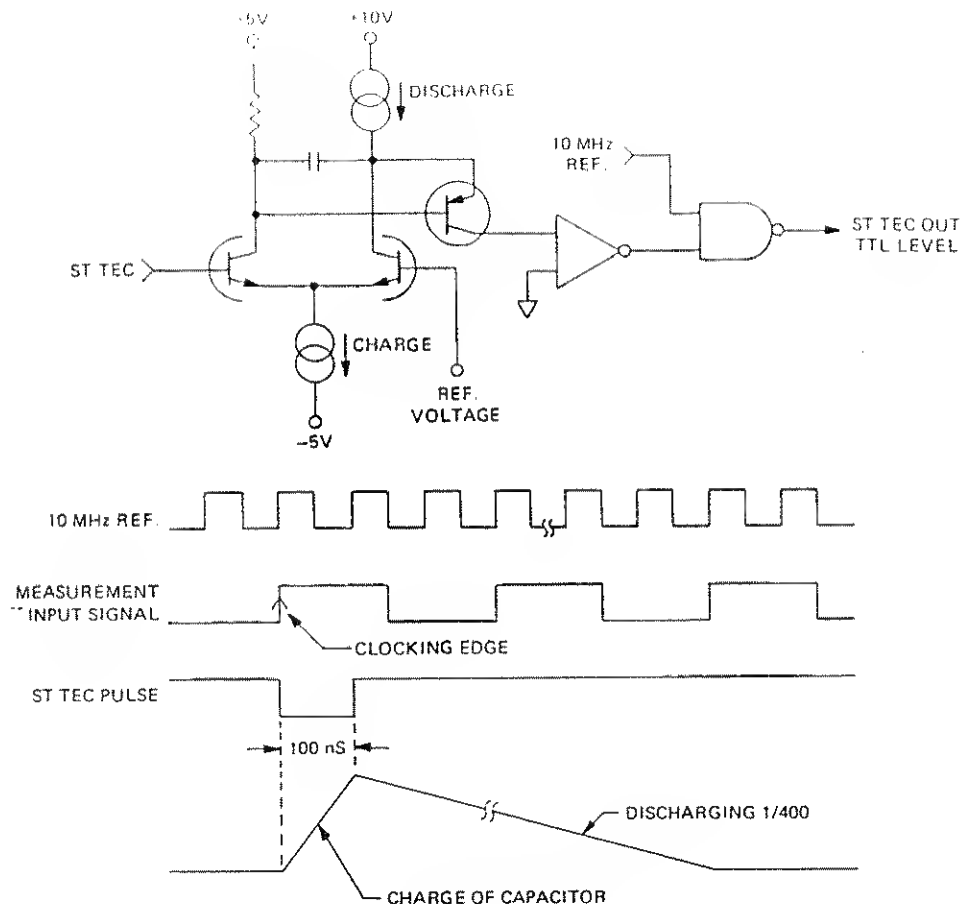 +5V
+10V
DISCHARGE
10 MHz
REF.
ST TEC OUT
TTL LEVEL
ST TEC
CHARGE
REF.
VOLTAGE
-5V
10 MHz REF.
MEASUREMENT
INPUT SIGNAL
CLOCKING EDGE
ST TEC PULSE
100 nS
DISCHARGING 1/400
CHARGE OF CAPACITOR